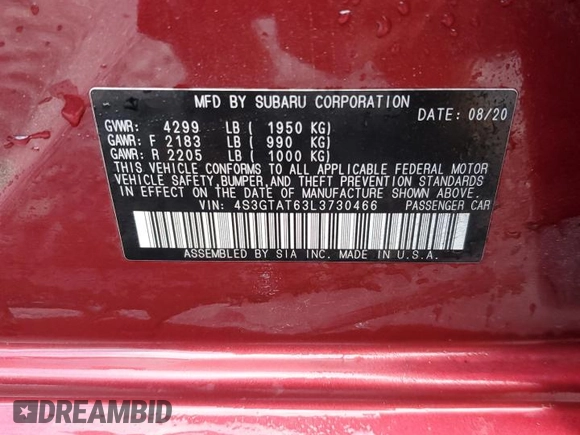 MFD BY SUBARU CORPORATION
DATE: 08/20
GVWR: 4299 LB ( 1950 KG)
GAWR: F 2183 LB ( 990 KG)
GAWR: R 2205 LB ( 1000 KG)
THIS VEHICLE CONFORMS TO ALL APPLICABLE FEDERAL MOTOR
VEHICLE SAFETY,BUMPER,AND THEFT PREVENTION STANDARDS
IN EFFECT ON THE DATE OF MANUFACTURE SHOWN ABOVE.
VIN: 4S3GTAT63L3730466 PASSENGER CAR
ASSEMBLED BY SIA INC. MADE IN U.S.A.
DREAMBID